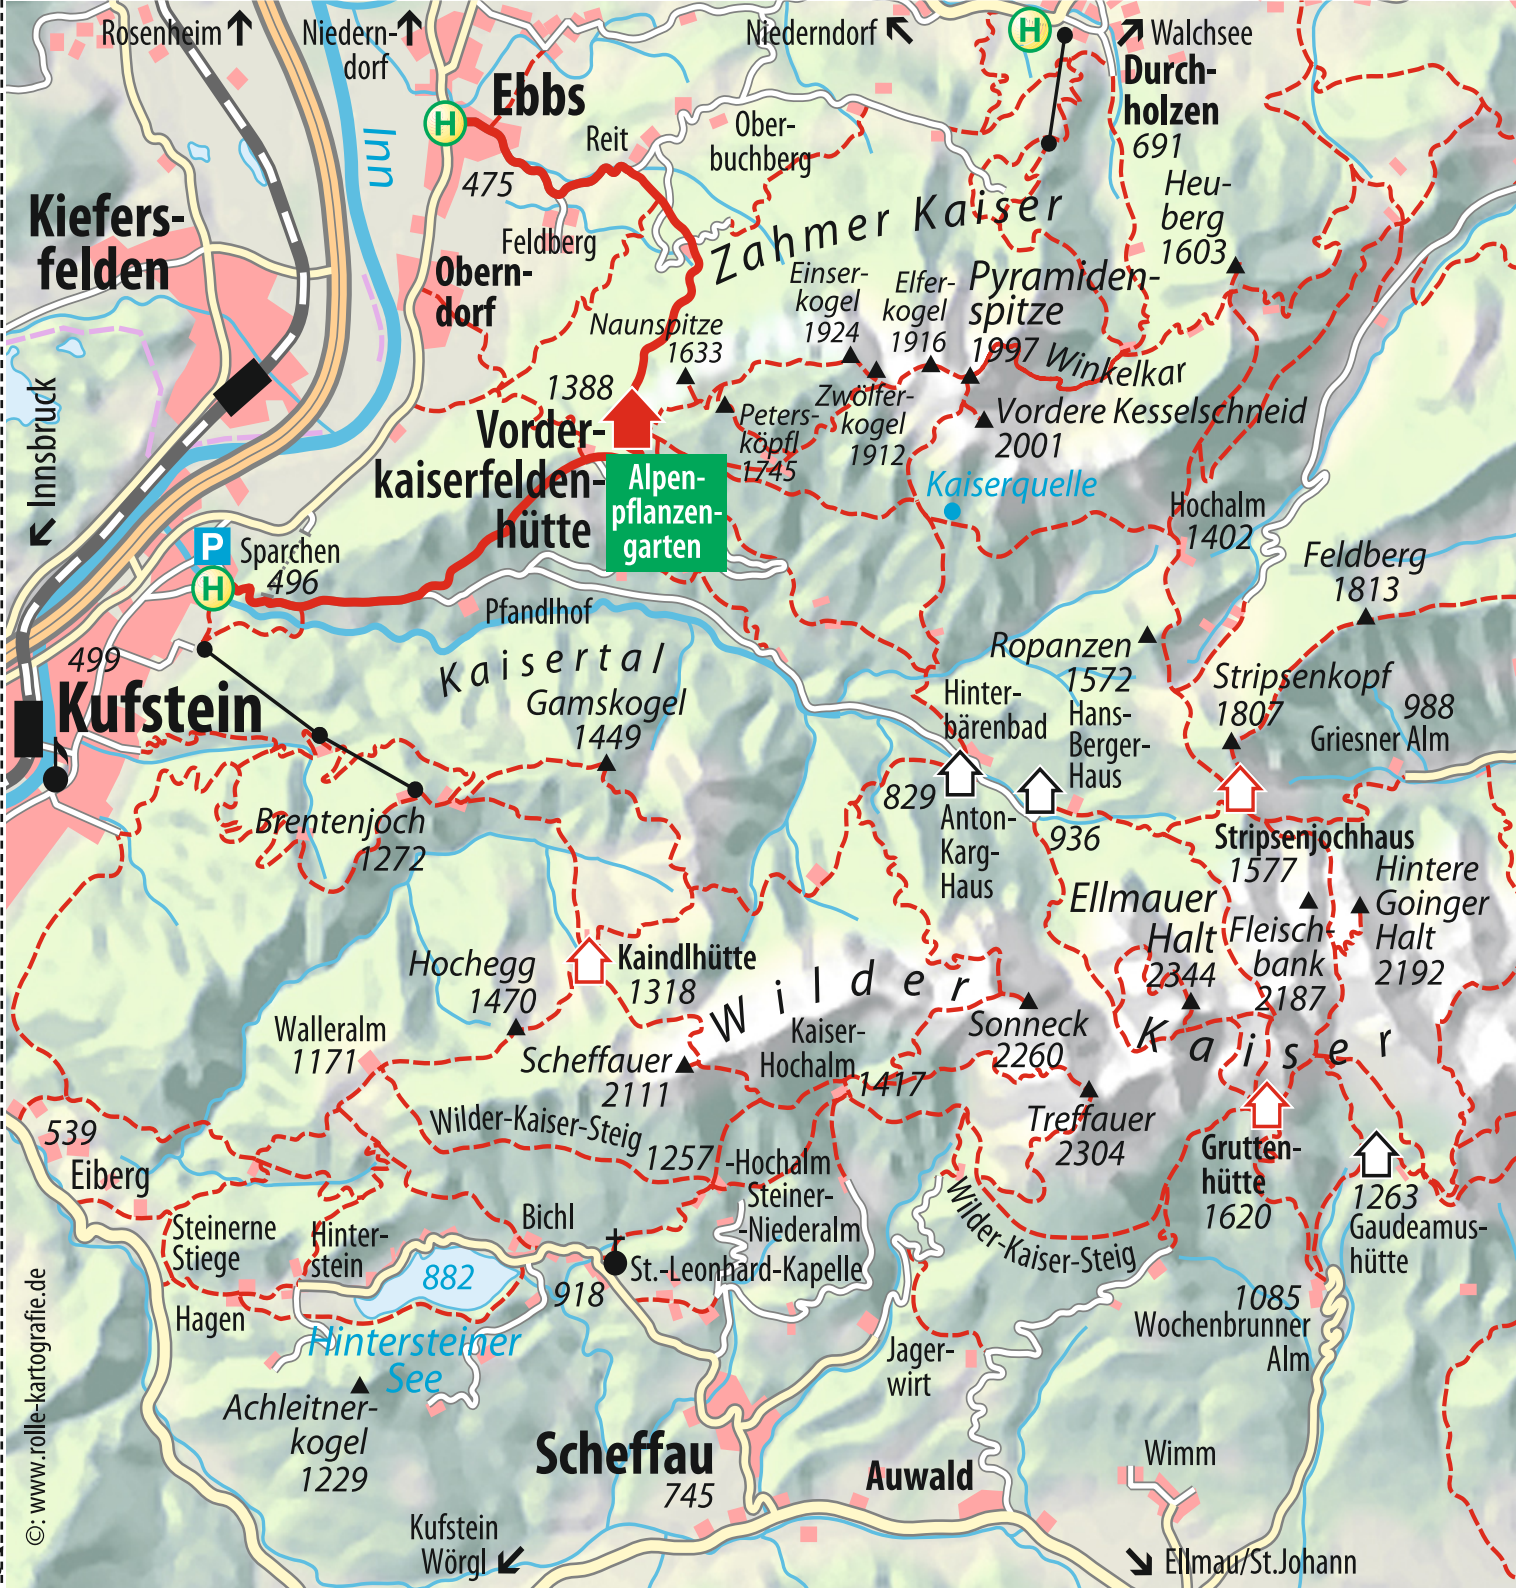 Rosenheim
Niedern-
dorf
Niederndorf
H
Walchsee
Durch-
holzen
691
Ebbs
H
Reit
Ober-
buchberg
Inn
475
Heu-
berg
1603
Kiefers-
felden
Feldberg
Zahmer Kaiser
Obern-
dorf
Einser-
kogel
1924
Elfer-
kogel
1916
Pyramiden-
spitze
1997
Winkelkar
Naunspitze
1633
1388
Innsbruck
Vorder-
kaiserfelden-
hütte
Peters-
köpfl
1745
Zwölfer-
kogel
1912
Vordere Kesselschneid
2001
Alpen-
pflanzen-
garten
Kaiserquelle
Hochalm
1402
P
Sparchen
496
H
Feldberg
1813
Pfandlhof
Kaisertal
Ropanzen
1572
499
Kufstein
Gamskogel
1449
Hinter-
bärenbad
Hans-
Berger-
Haus
Stripsenkopf
1807
988
Griesner Alm
829
Anton-
Karg-
Haus
936
Brentenjoch
1272
Stripsenjochhaus
1577
Hintere
Goinger
Halt
2192
Ellmauer
Halt
2344
Fleisch-
bank
2187
Hochegg
1470
Kaindlhütte
1318
Wilder
Kaiser
Walleralm
1171
Scheffauer
2111
Kaiser-
Hochalm
1417
Sonneck
2260
Treffauer
2304
539
Eiberg
Wilder-Kaiser-Steig
1257
-Hochalm
Steiner-
-Niederalm
Grutten-
hütte
1620
1263
Gaudeamus-
hütte
Steinerne
Stiege
Hinter-
stein
Bichl
Wilder-Kaiser-Steig
882
St.-Leonhard-Kapelle
918
Hagen
Hintersteiner
See
1085
Wochenbrunner
Alm
Jager-
wirt
Achleitner-
kogel
1229
Scheffau
745
Auwald
Wimm
Kufstein
Wörgl
Ellmau/St.Johann
©: www.rolle-kartografie.de